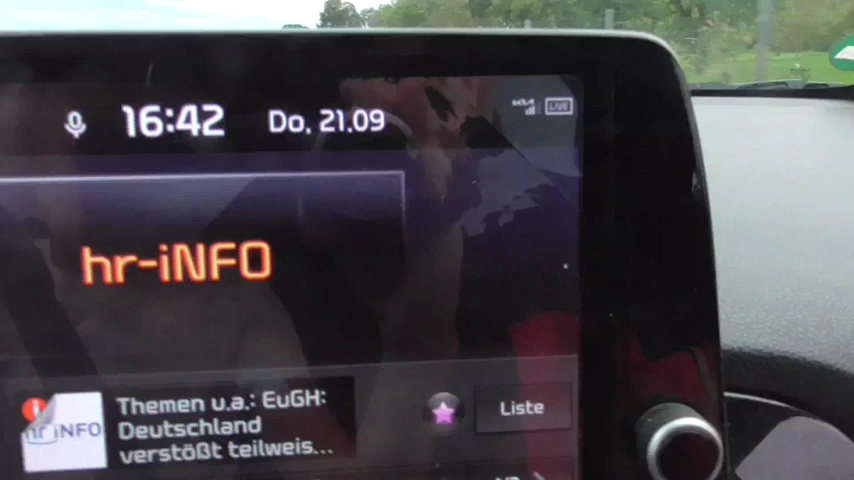 16:42 Do, 21.09
LIVE
hr-iNFO
hr iNFO
Themen u.a.: EuGH:
Deutschland
verstößt teilweis...
Liste